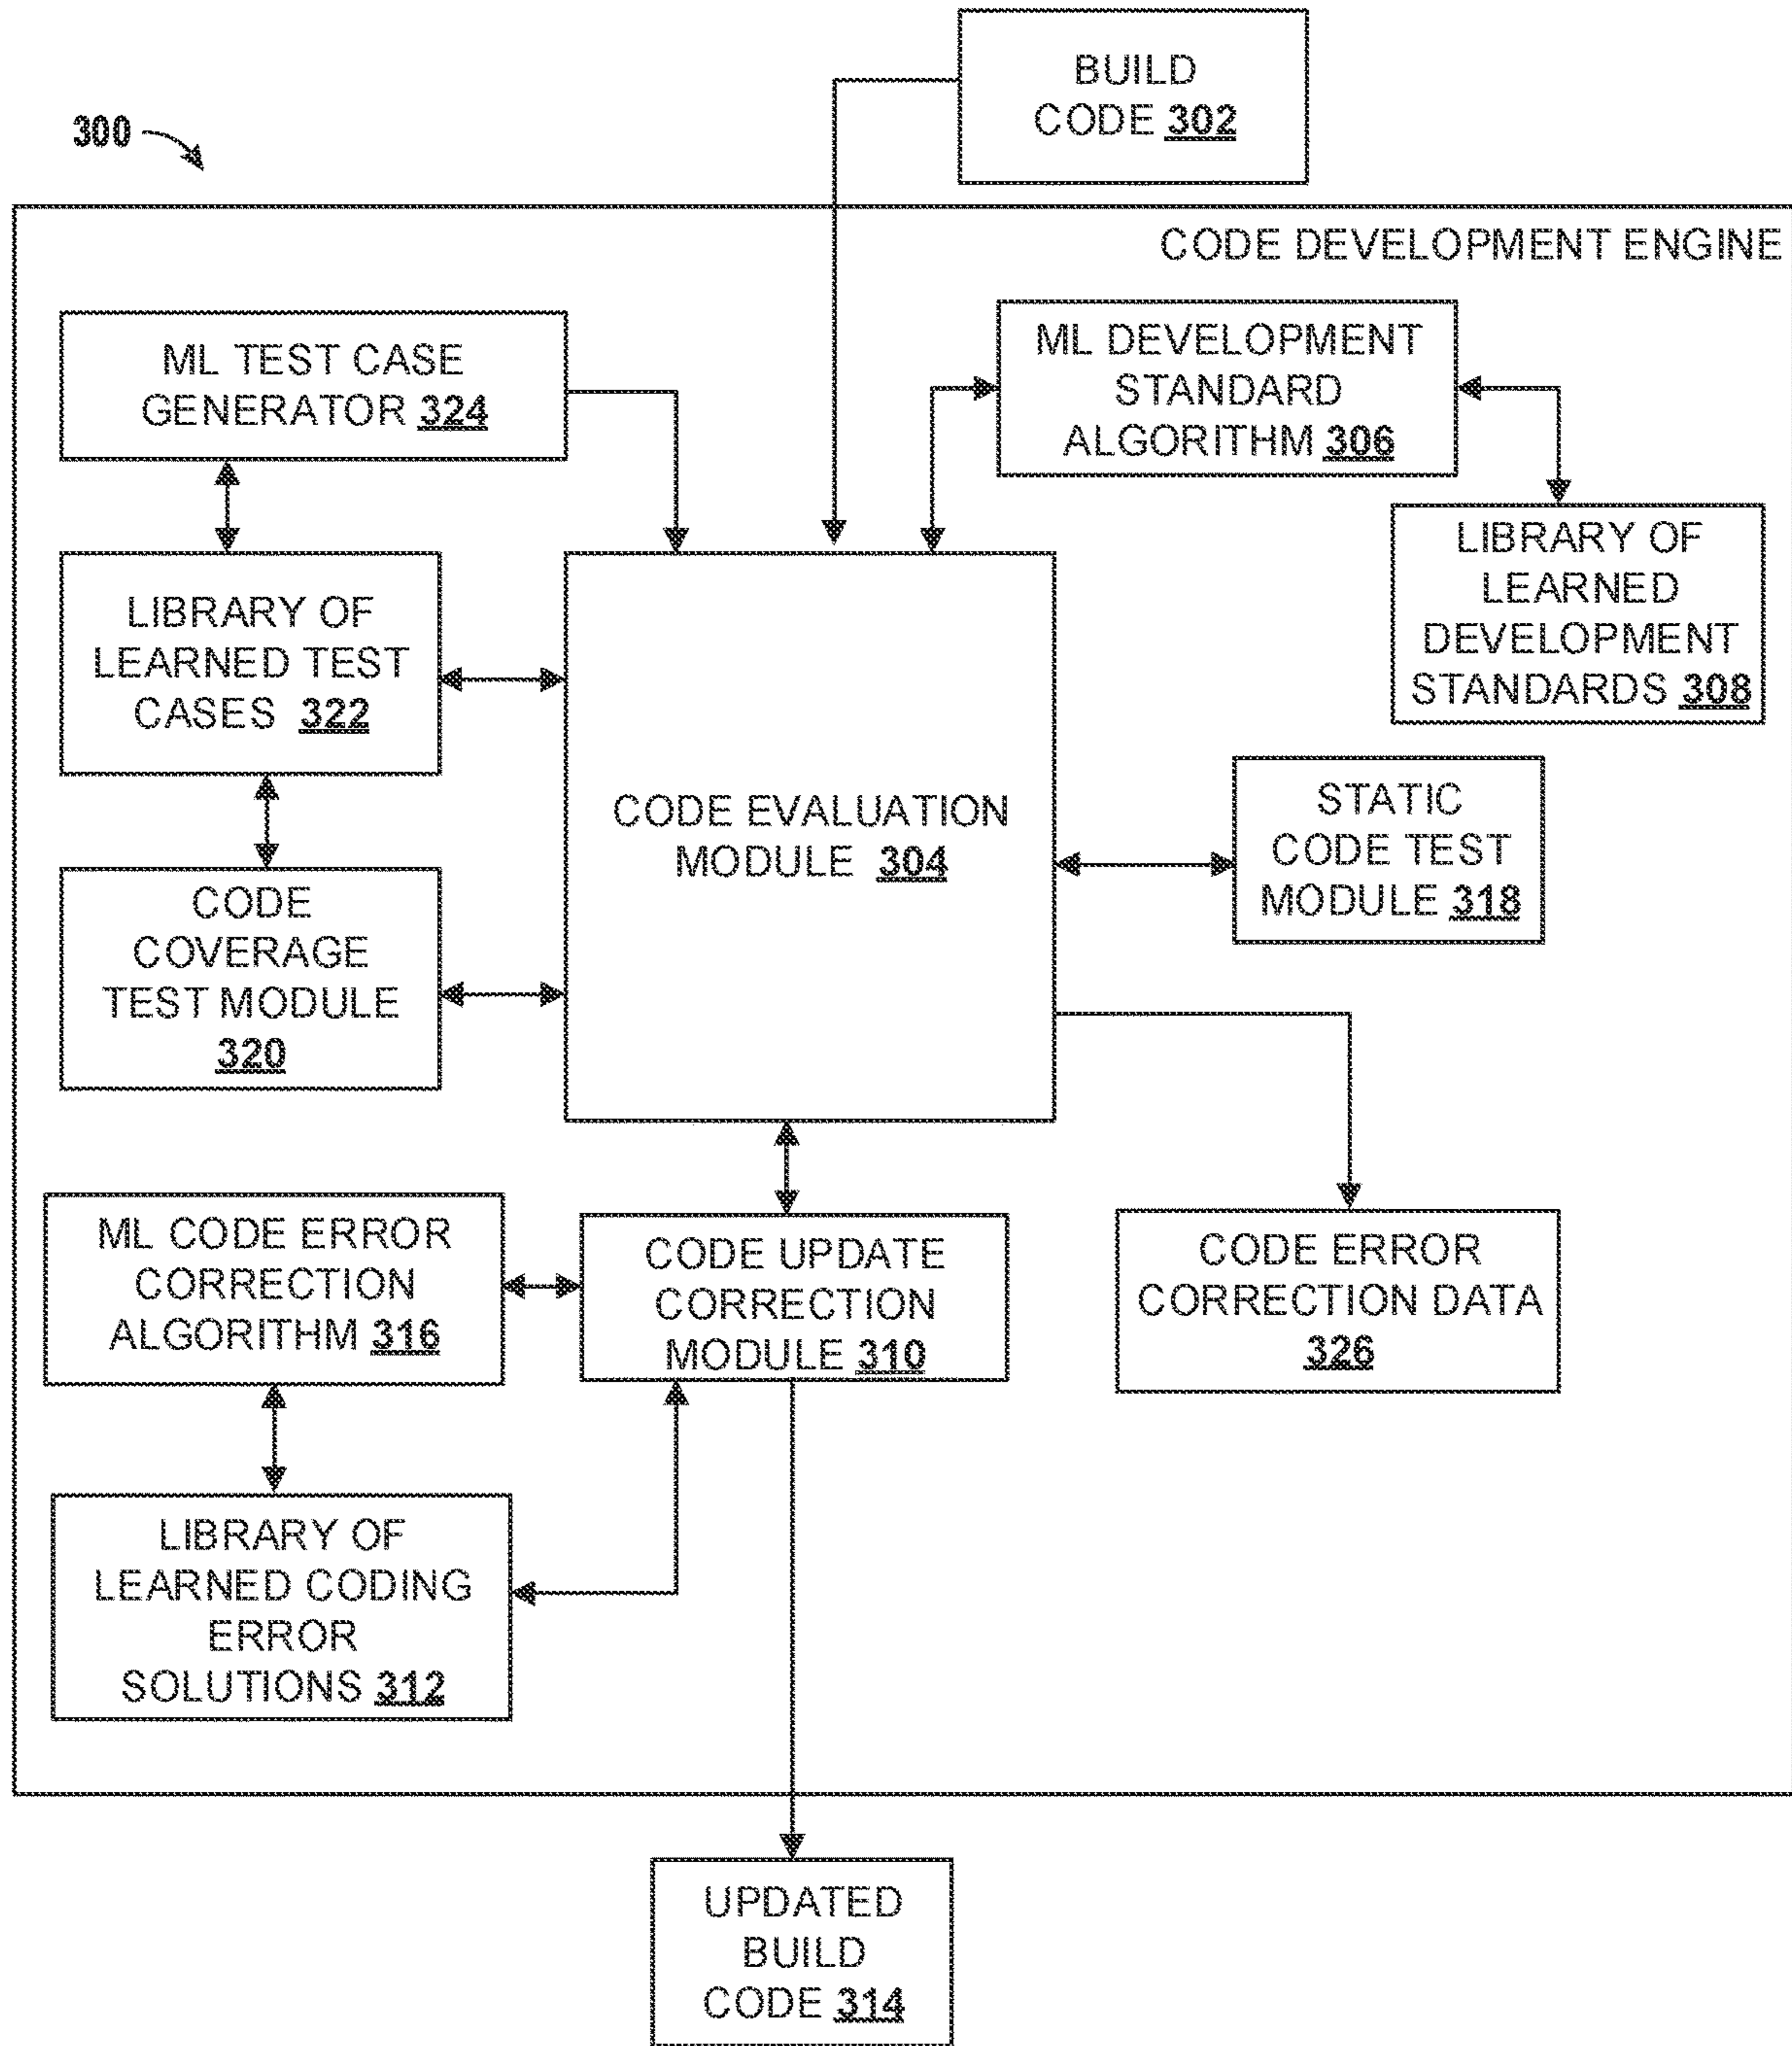 BUILD
CODE 302
300
CODE DEVELOPMENT ENGINE
ML TEST CASE
GENERATOR 324
ML DEVELOPMENT
STANDARD
ALGORITHM 306
LIBRARY OF
LEARNED
DEVELOPMENT
STANDARDS 308
LIBRARY OF
LEARNED TEST
CASES 322
CODE EVALUATION
MODULE 304
STATIC
CODE TEST
MODULE 318
CODE
COVERAGE
TEST MODULE
320
ML CODE ERROR
CORRECTION
ALGORITHM 316
CODE UPDATE
CORRECTION
MODULE 310
CODE ERROR
CORRECTION DATA
326
LIBRARY OF
LEARNED CODING
ERROR
SOLUTIONS 312
UPDATED
BUILD
CODE 314